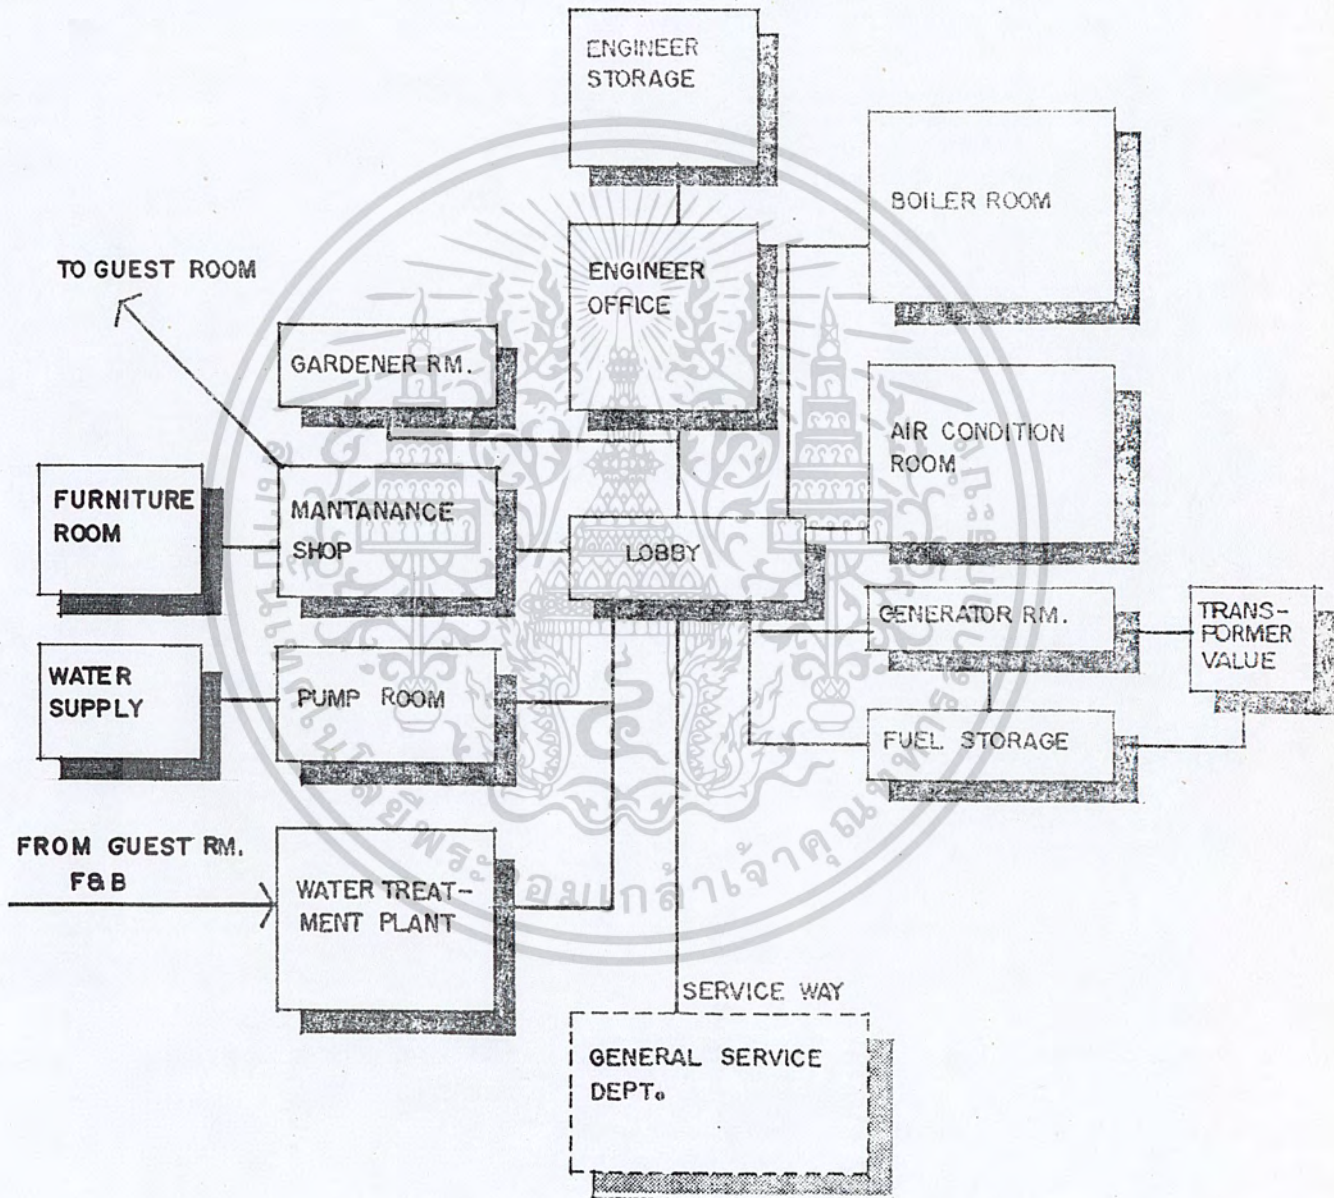 ENGINEER
STORAGE
BOILER ROOM
TO GUEST ROOM
ENGINEER
OFFICE
GARDENER RM.
AIR CONDITION
ROOM
FURNITURE
ROOM
MANTANANCE
SHOP
LOBBY
GENERATOR RM.
TRANS-
PORMER
VALUE
WATER
SUPPLY
PUMP ROOM
FUEL STORAGE
FROM GUEST RM.
F&B
WATER TREAT-
MENT PLANT
SERVICE WAY
GENERAL SERVICE
DEPT.